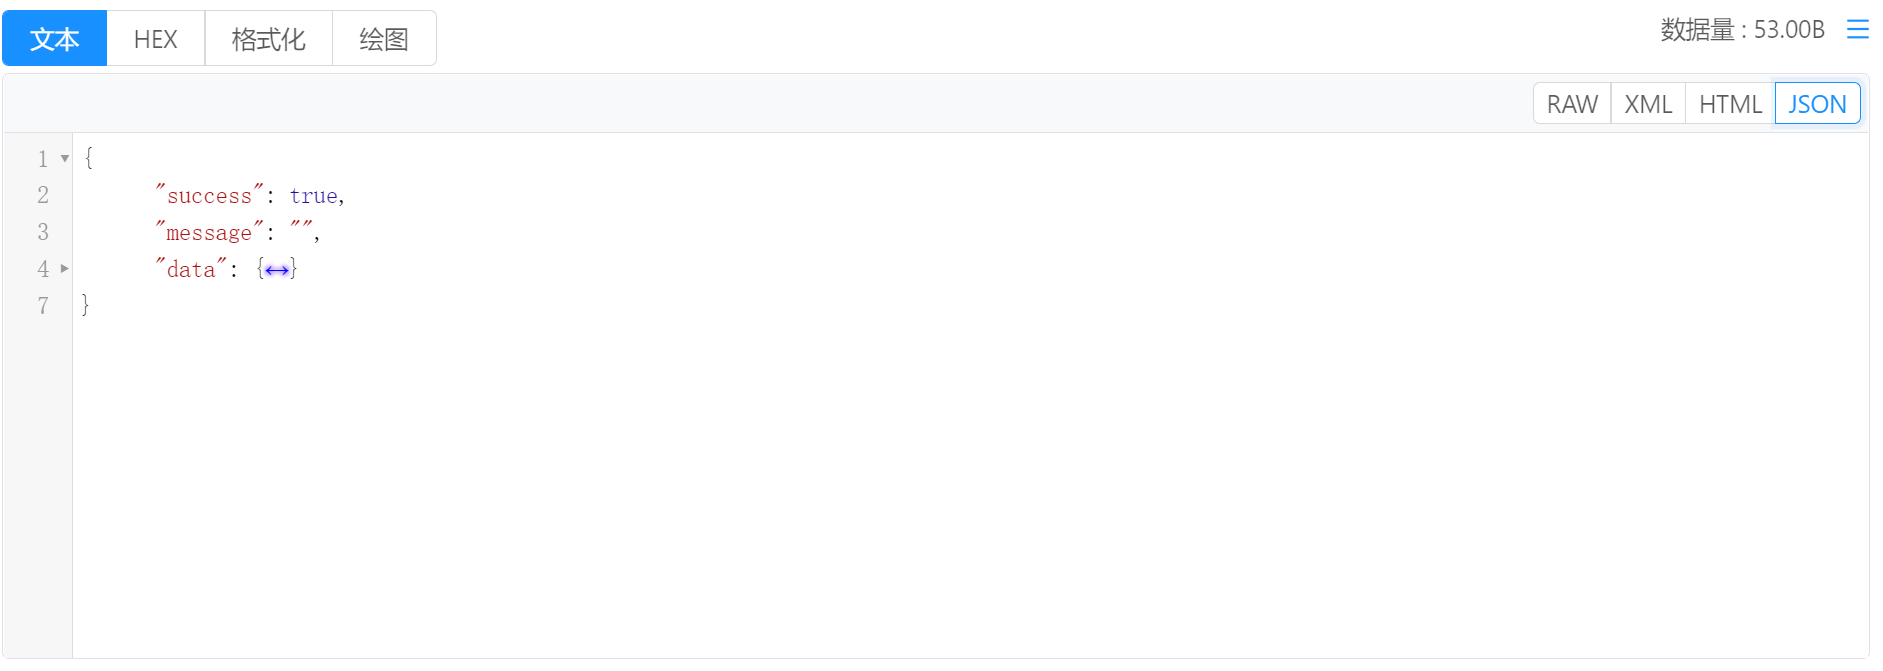 文本 HEX 格式化 绘图 数据量 : 53.00B
RAW XML HTML JSON
1 {
2 "success": true,
3 "message": "",
4 "data": {↔}
7 }